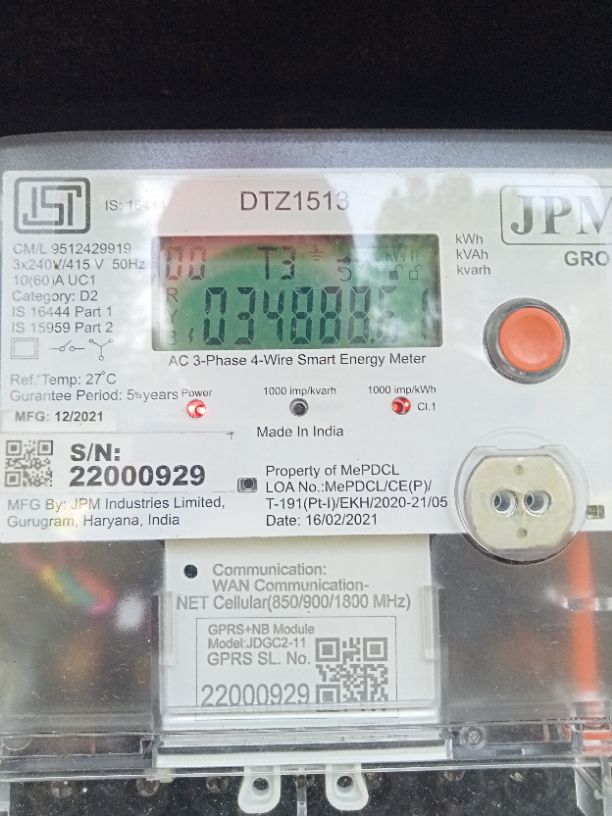 IS: 16444
DTZ1513
JPM
GRO
CM/L 9512429919
3x240V/415 V 50Hz
10(60)A UC1
Category: D2
IS 16444 Part 1
IS 15959 Part 2
00 T3 kWh
R
Y
B
034888.61
kWh
kVAh
kvarh
AC 3-Phase 4-Wire Smart Energy Meter
Ref.Temp: 27°C
Gurantee Period: 5½years
Power
1000 imp/kvarh
1000 imp/kWh
Cl.1
MFG: 12/2021
Made In India
S/N:
22000929
MFG By: JPM Industries Limited,
Gurugram, Haryana, India
Property of MePDCL
LOA No.:MePDCL/CE(P)/
T-191(Pt-I)/EKH/2020-21/05
Date: 16/02/2021
Communication:
WAN Communication-
NET Cellular(850/900/1800 MHz)
GPRS+NB Module
Model:JDGC2-11
GPRS SL. No.
22000929